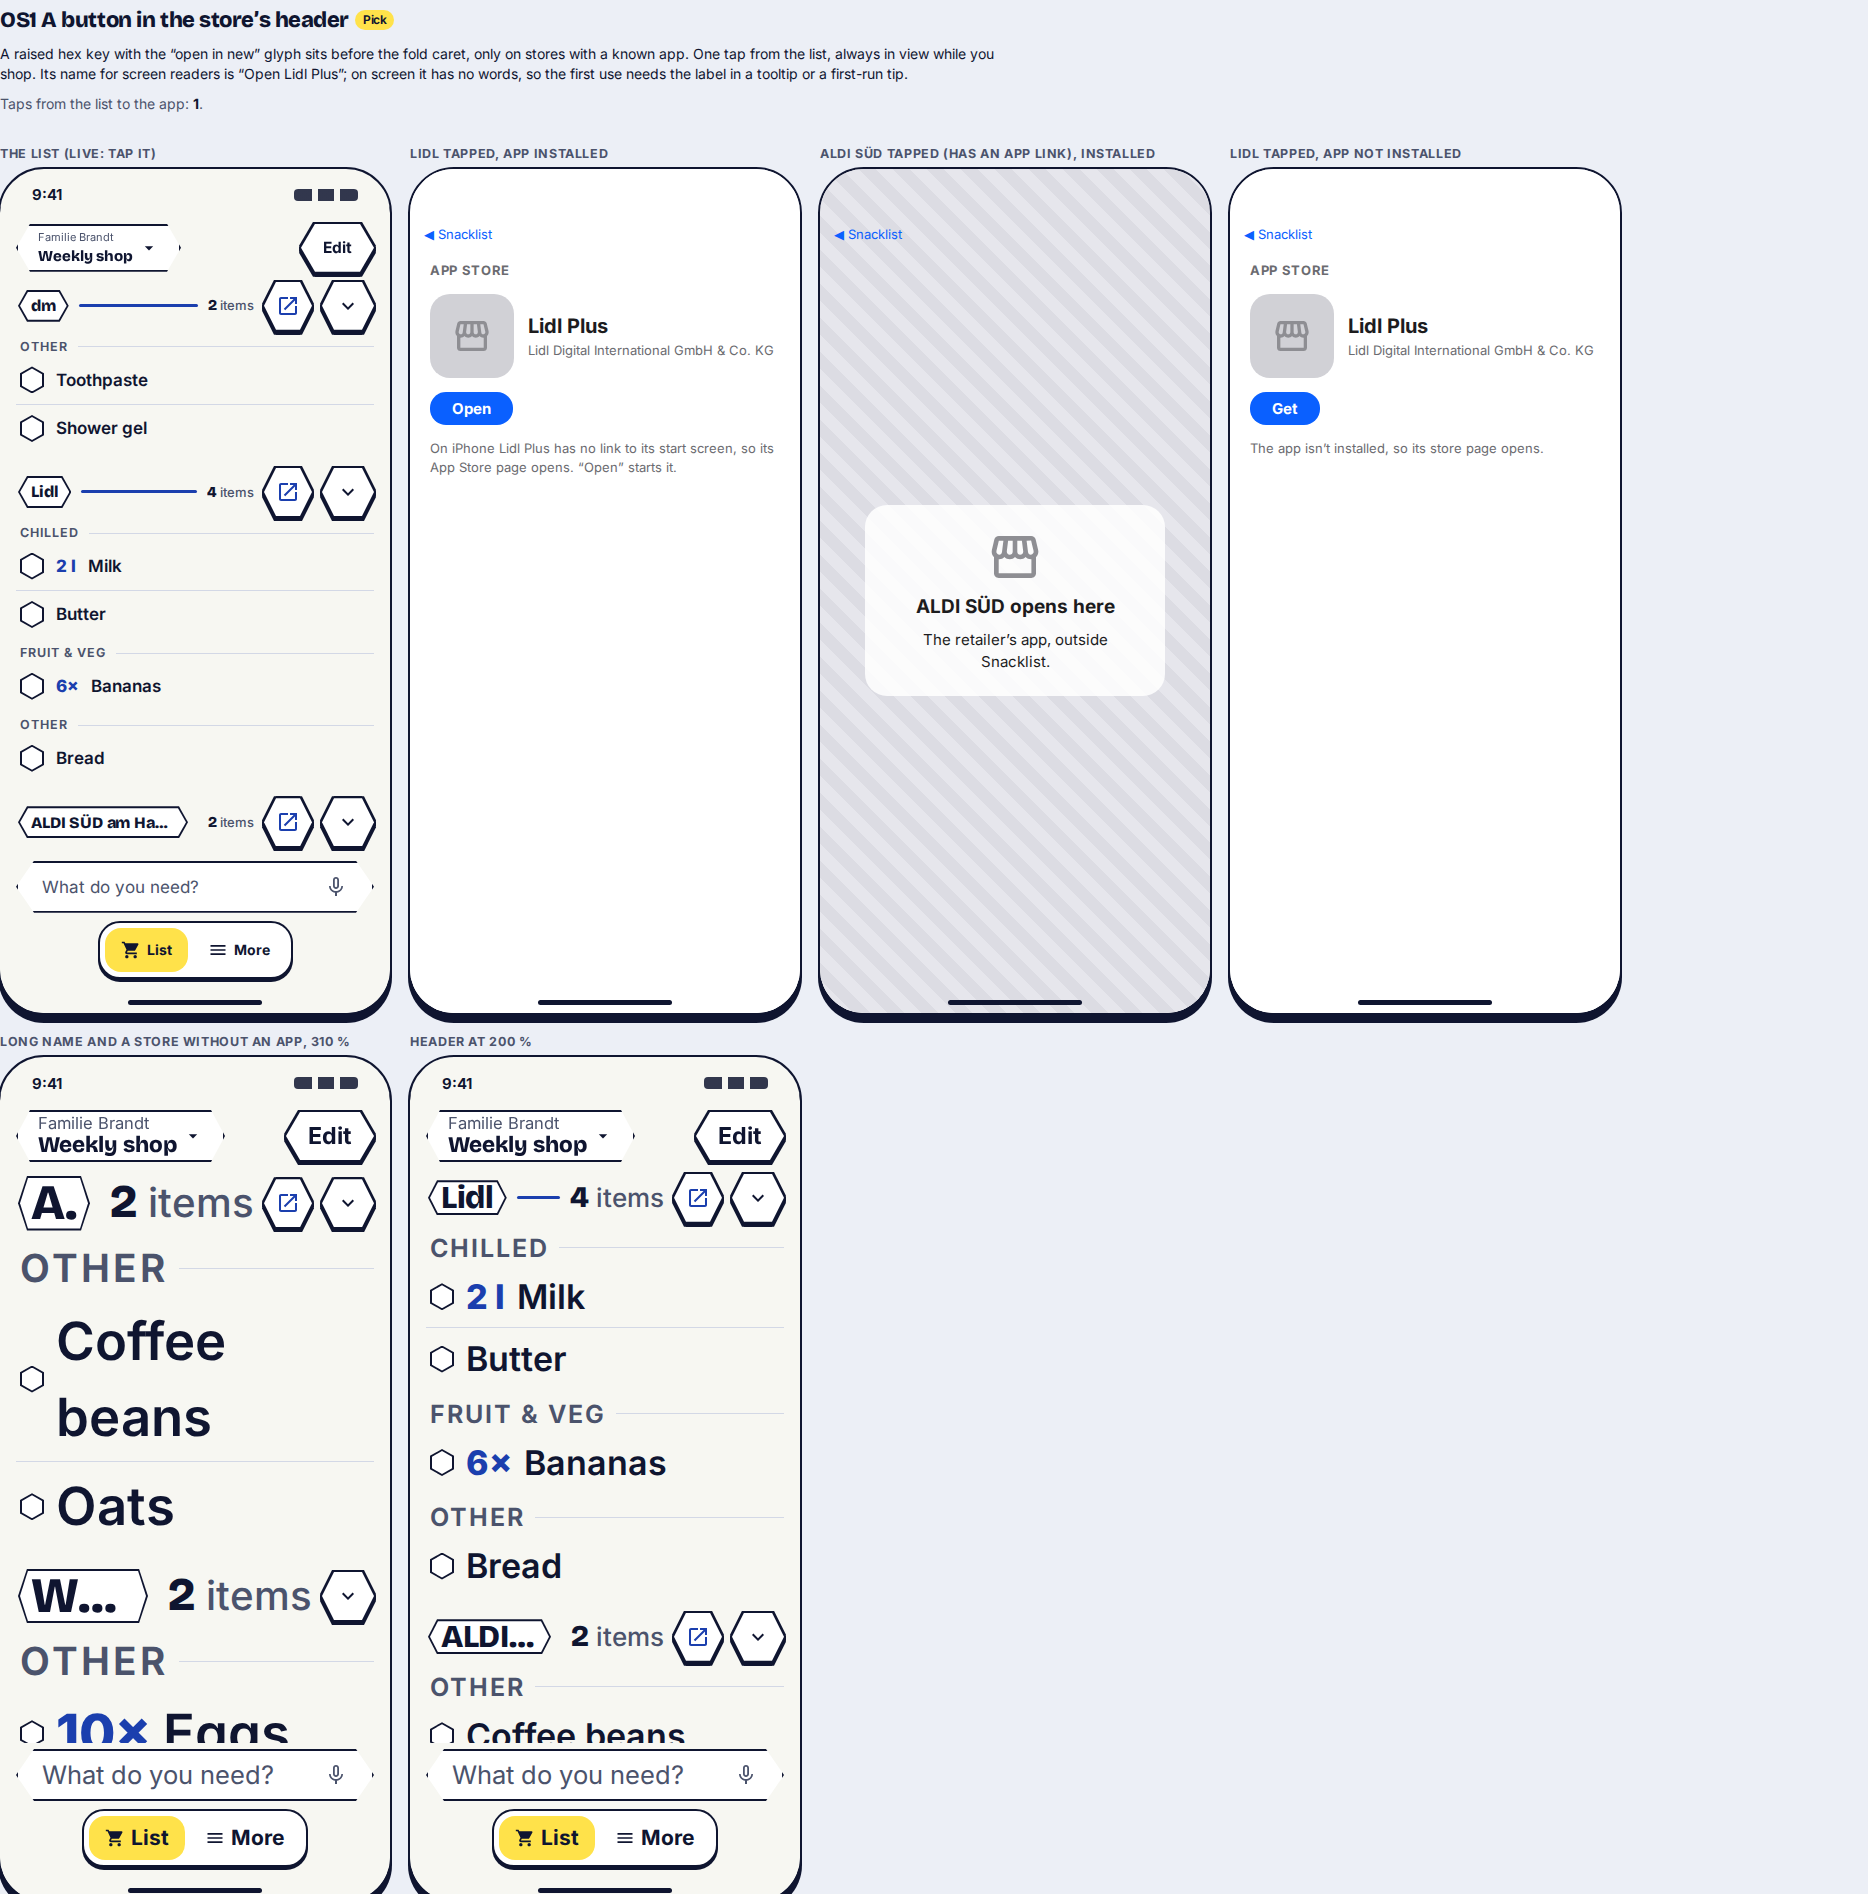 OS1 A button in the store's header Pick
A raised hex key with the “open in new” glyph sits before the fold caret, only on stores with a known app. One tap from the list, always in view while you
shop. Its name for screen readers is “Open Lidl Plus”; on screen it has no words, so the first use needs the label in a tooltip or a first-run tip.
Taps from the list to the app: 1.
THE LIST (LIVE: TAP IT)
9:41
Familie Brandt
Weekly shop
Edit
dm
2 items
OTHER
Toothpaste
Shower gel
Lidl
4 items
CHILLED
2 l Milk
Butter
FRUIT & VEG
6× Bananas
OTHER
Bread
ALDI SÜD am Ha...
2 items
What do you need?
List
More
LIDL TAPPED, APP INSTALLED
◀ Snacklist
APP STORE
Lidl Plus
Lidl Digital International GmbH & Co. KG
Open
On iPhone Lidl Plus has no link to its start screen, so its
App Store page opens. “Open” starts it.
ALDI SÜD TAPPED (HAS AN APP LINK), INSTALLED
◀ Snacklist
ALDI SÜD opens here
The retailer’s app, outside
Snacklist.
LIDL TAPPED, APP NOT INSTALLED
◀ Snacklist
APP STORE
Lidl Plus
Lidl Digital International GmbH & Co. KG
Get
The app isn’t installed, so its store page opens.
LONG NAME AND A STORE WITHOUT AN APP, 310 %
9:41
Familie Brandt
Weekly shop
Edit
A.
2 items
OTHER
Coffee
beans
Oats
W...
2 items
OTHER
10× Eggs
What do you need?
List
More
HEADER AT 200 %
9:41
Familie Brandt
Weekly shop
Edit
Lidl
4 items
CHILLED
2 l Milk
Butter
FRUIT & VEG
6× Bananas
OTHER
Bread
ALDI...
2 items
OTHER
Coffee beans
What do you need?
List
More